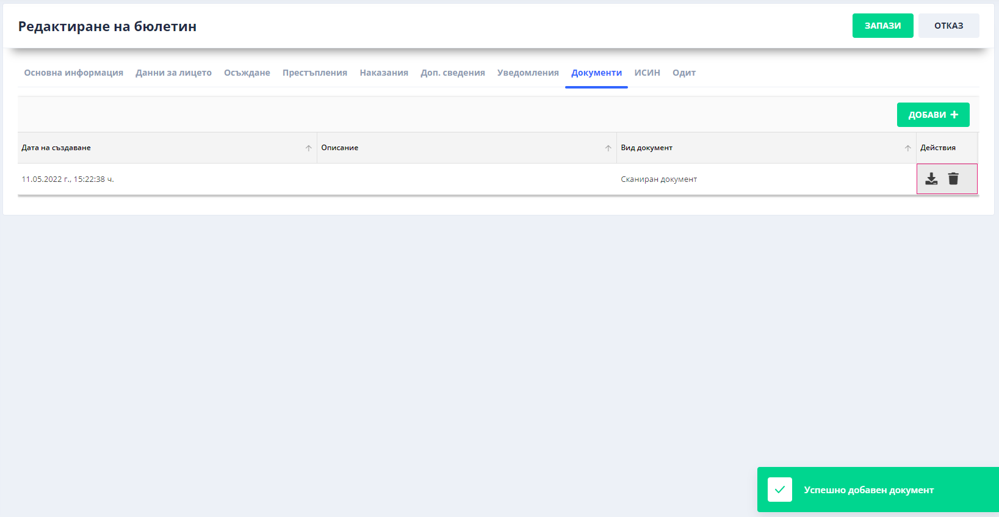 Редактиране на бюлетин
ЗАПАЗИ
ОТКАЗ
Основна информация Данни за лицето Осъждане Престъпления Наказания Доп. сведения Уведомления Документи ИСИН Одит
ДОБАВИ
Дата на създаване Описание Вид документ Действия
11.05.2022 г., 15:22:38 ч. Сканиран документ
Успешно добавен документ